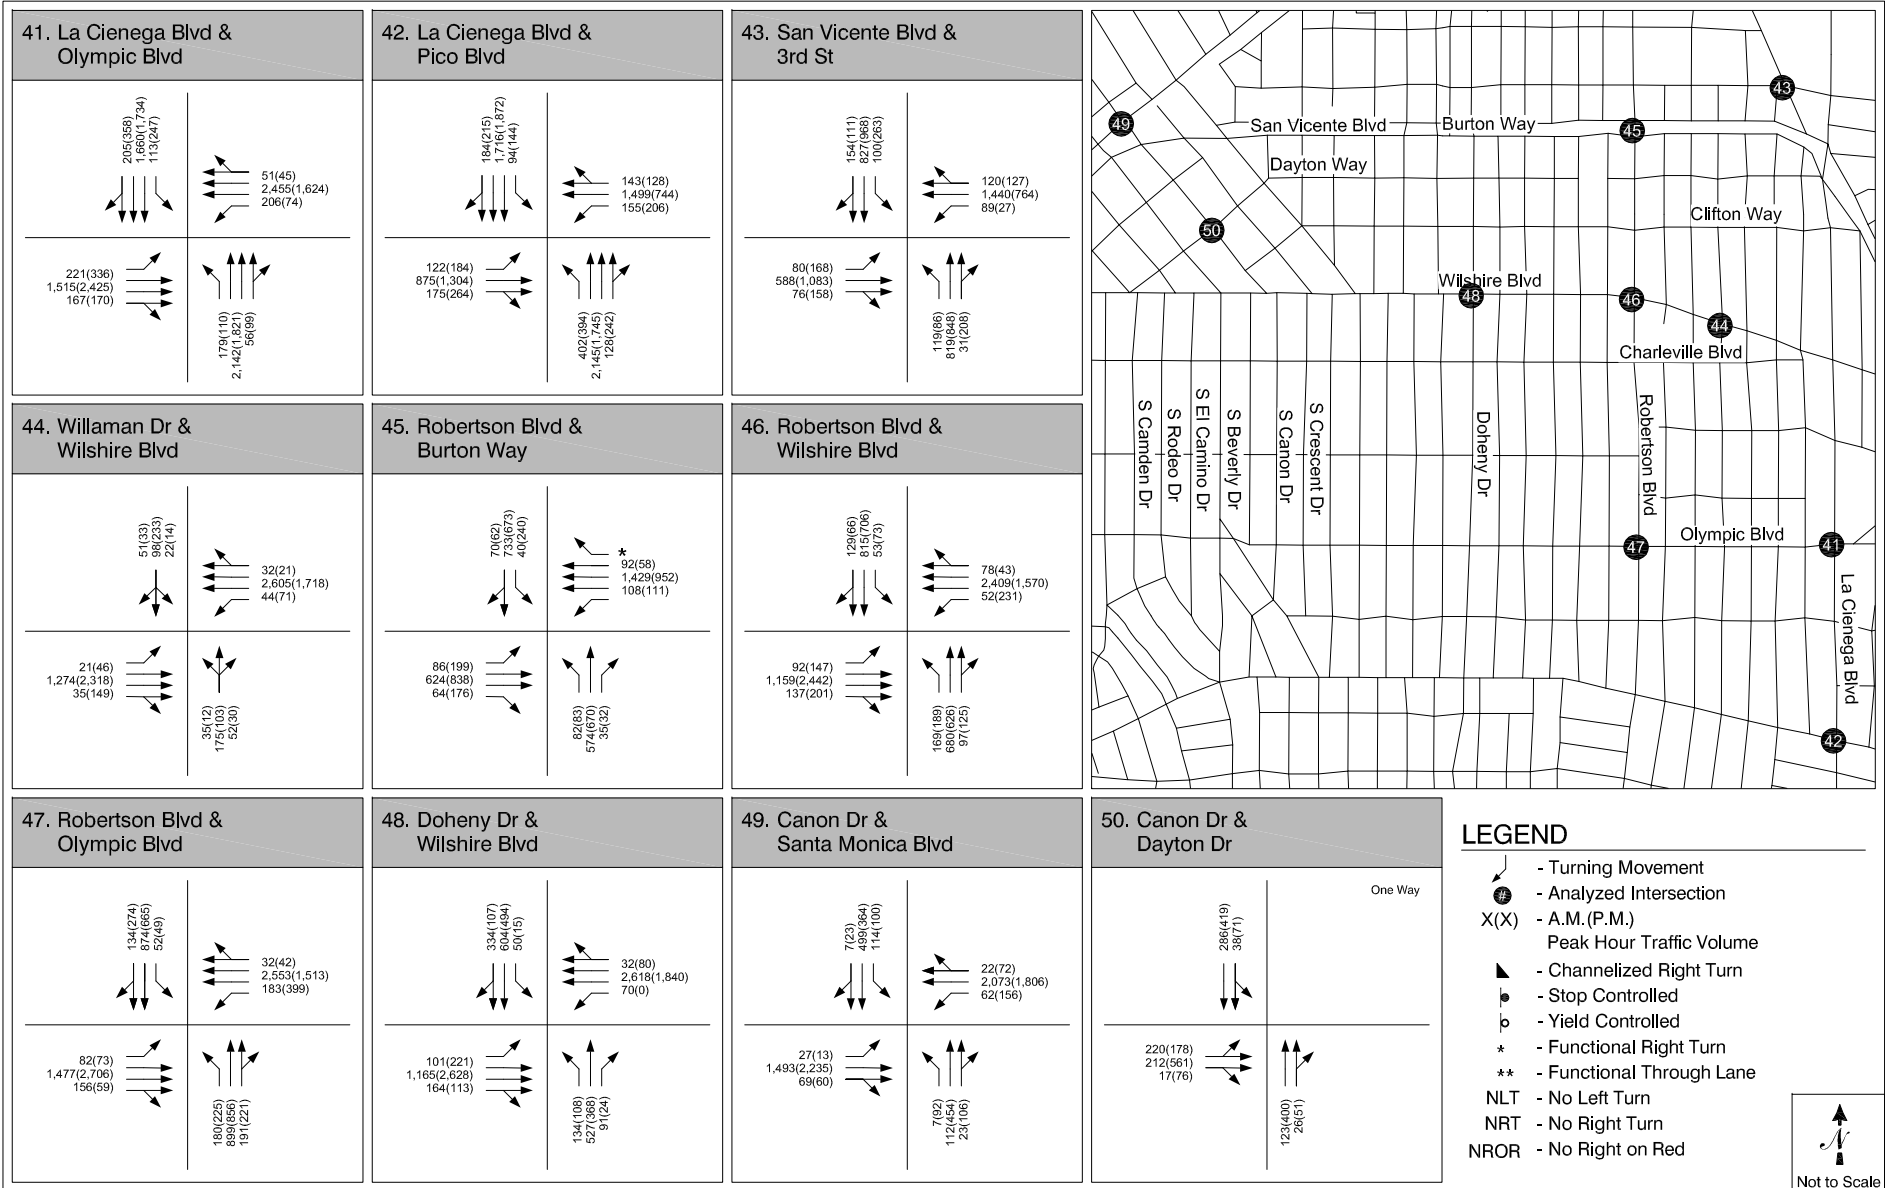 41. La Cienega Blvd &
Olympic Blvd
205(358)
1,660(1,734)
113(247)
51(45)
2,455(1,624)
206(74)
221(336)
1,515(2,425)
167(170)
179(110)
2,142(1,821)
56(99)
42. La Cienega Blvd &
Pico Blvd
184(215)
1,716(1,872)
94(144)
143(128)
1,499(744)
155(206)
122(184)
875(1,304)
175(264)
402(394)
2,145(1,745)
128(242)
43. San Vicente Blvd &
3rd St
154(111)
827(968)
100(263)
120(127)
1,440(764)
89(27)
80(168)
588(1,083)
76(158)
119(86)
819(848)
31(208)
44. Willaman Dr &
Wilshire Blvd
51(33)
98(233)
22(14)
32(21)
2,605(1,718)
44(71)
21(46)
1,274(2,318)
35(149)
35(12)
175(103)
52(30)
45. Robertson Blvd &
Burton Way
70(62)
733(673)
40(240)
*
92(58)
1,429(952)
108(111)
86(199)
624(838)
64(176)
82(83)
574(670)
35(32)
46. Robertson Blvd &
Wilshire Blvd
129(66)
815(706)
53(73)
78(43)
2,409(1,570)
52(231)
92(147)
1,159(2,442)
137(201)
169(189)
680(626)
97(125)
47. Robertson Blvd &
Olympic Blvd
134(274)
874(665)
52(49)
32(42)
2,553(1,513)
183(399)
82(73)
1,477(2,706)
156(59)
180(225)
899(856)
191(221)
48. Doheny Dr &
Wilshire Blvd
334(107)
604(494)
50(15)
32(80)
2,618(1,840)
70(0)
101(221)
1,165(2,628)
164(113)
134(108)
527(368)
91(24)
49. Canon Dr &
Santa Monica Blvd
7(23)
499(364)
114(100)
22(72)
2,073(1,806)
62(156)
27(13)
1,493(2,235)
69(60)
7(92)
112(454)
23(106)
50. Canon Dr &
Dayton Dr
One Way
286(419)
38(71)
220(178)
212(561)
17(76)
123(400)
26(51)
43
49
San Vicente Blvd
Burton Way
45
Dayton Way
Clifton Way
50
Wilshire Blvd
48
46
44
Charleville Blvd
S Camden Dr
S Rodeo Dr
S El Camino Dr
S Beverly Dr
S Canon Dr
S Crescent Dr
Doheny Dr
Robertson Blvd
Olympic Blvd
47
41
La Cienega Blvd
42
LEGEND
- Turning Movement
# - Analyzed Intersection
X(X) - A.M.(P.M.)
Peak Hour Traffic Volume
- Channelized Right Turn
- Stop Controlled
- Yield Controlled
* - Functional Right Turn
** - Functional Through Lane
NLT - No Left Turn
NRT - No Right Turn
NROR - No Right on Red
N
Not to Scale